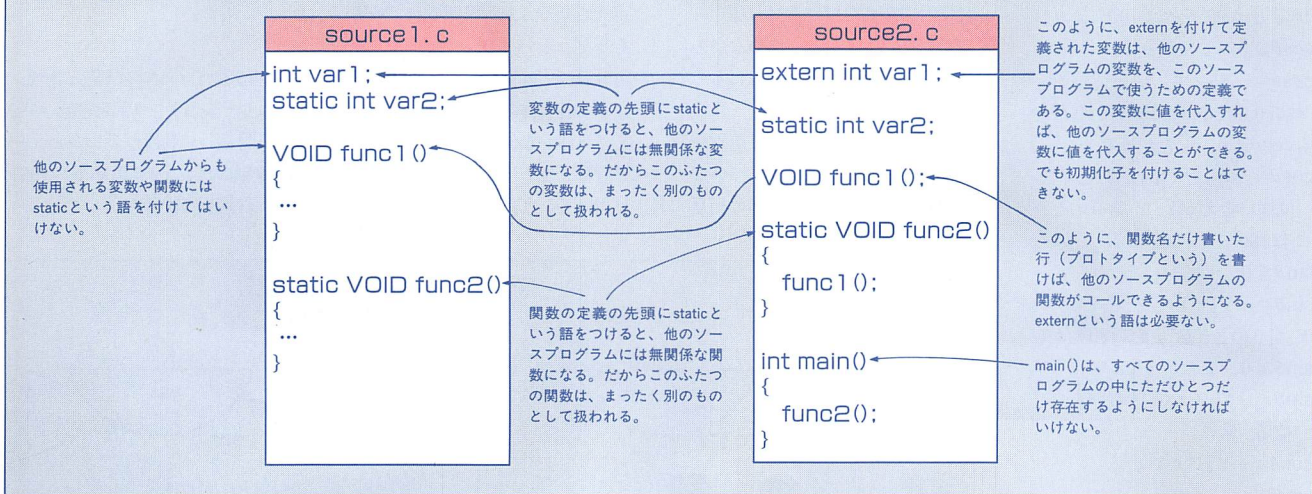 他のソースプログラムからも
使用される変数や関数には
staticという語を付けてはい
けない。
source1. c
int var1;
static int var2;
VOID func1()
{
...
}
static VOID func2()
{
...
}
変数の定義の先頭にstaticと
いう語をつけると、他のソー
スプログラムには無関係な変
数になる。だからこのふたつ
の変数は、まったく別のもの
として扱われる。
関数の定義の先頭にstaticと
いう語をつけると、他のソー
スプログラムには無関係な関
数になる。だからこのふたつ
の関数は、まったく別のもの
として扱われる。
source2. c
extern int var1;
static int var2;
VOID func1();
static VOID func2()
{
func1();
}
int main()
{
func2();
}
このように、externを付けて定
義された変数は、他のソースプ
ログラムの変数を、このソース
プログラムで使うための定義で
ある。この変数に値を代入すれ
ば、他のソースプログラムの変
数に値を代入することができる。
でも初期化子を付けることはで
きない。
このように、関数名だけ書いた
行（プロトタイプという）を書
けば、他のソースプログラムの
関数がコールできるようになる。
externという語は必要ない。
main()は、すべてのソースプ
ログラムの中にただひとつだ
け存在するようにしなければ
いけない。